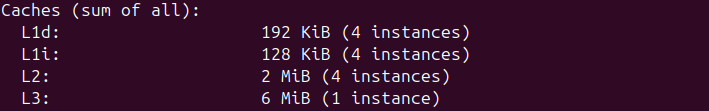 Caches (sum of all):
L1d: 192 KiB (4 instances)
L1i: 128 KiB (4 instances)
L2: 2 MiB (4 instances)
L3: 6 MiB (1 instance)